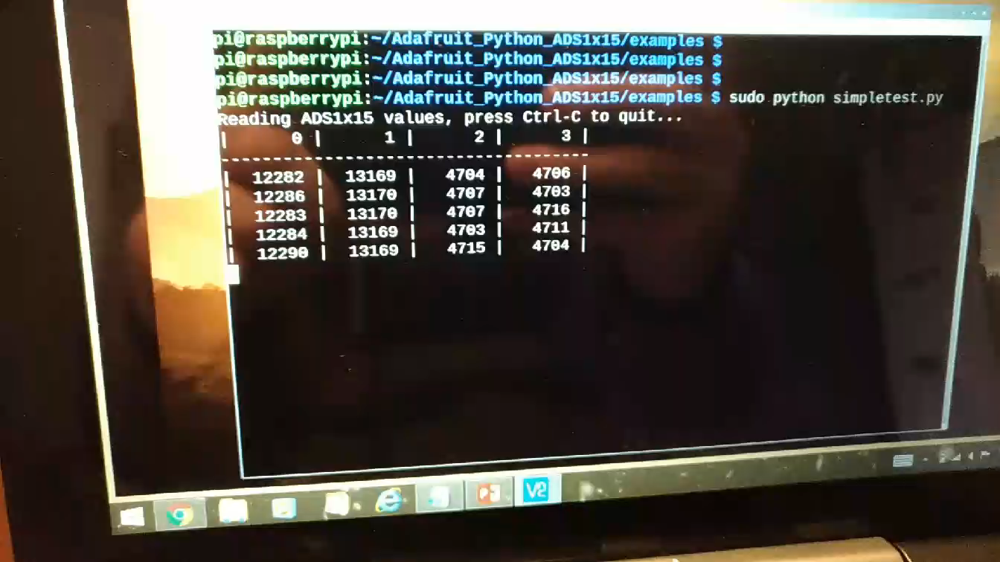 pi@raspberrypi:~/Adafruit_Python_ADS1x15/examples $
pi@raspberrypi:~/Adafruit_Python_ADS1x15/examples $
pi@raspberrypi:~/Adafruit_Python_ADS1x15/examples $
pi@raspberrypi:~/Adafruit_Python_ADS1x15/examples $ sudo python simpletest.py
Reading ADS1x15 values, press Ctrl-C to quit...
| 0 | 1 | 2 | 3 |
---------------------------------------
| 12282 | 13169 | 4704 | 4706 |
| 12286 | 13170 | 4707 | 4703 |
| 12283 | 13170 | 4707 | 4716 |
| 12284 | 13169 | 4703 | 4711 |
| 12290 | 13169 | 4715 | 4704 |